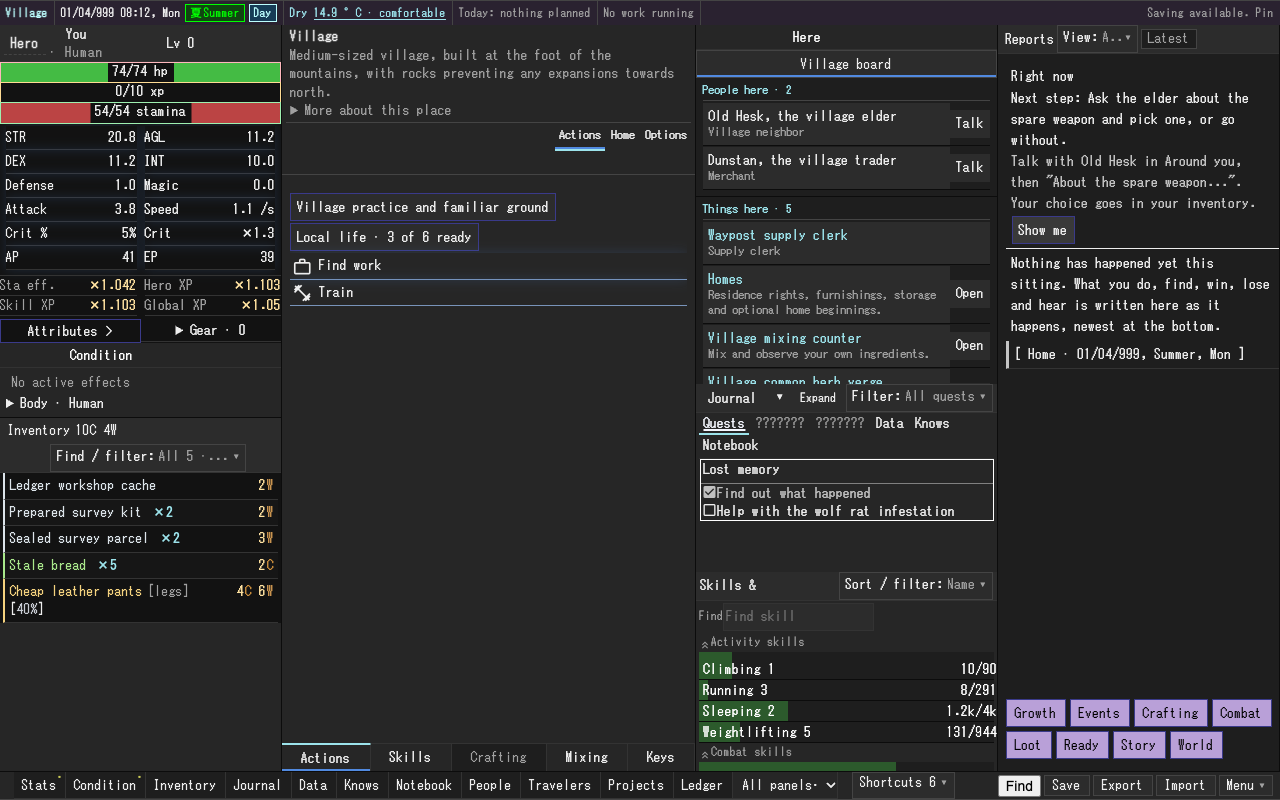 Village 01/04/999 08:12, Mon 夏Summer Day Dry 14.9 ° C · comfortable Today: nothing planned No work running Saving available. Pin
Hero · You Lv 0
Human
74/74 hp
0/10 xp
54/54 stamina
STR 20.8 AGL 11.2
DEX 11.2 INT 10.0
Defense 1.0 Magic 0.0
Attack 3.8 Speed 1.1 /s
Crit % 5% Crit ×1.3
AP 41 EP 39
Sta eff. ×1.042 Hero XP ×1.103
Skill XP ×1.103 Global XP ×1.05
Attributes > ▶ Gear · 0
Condition
No active effects
▶ Body · Human
Inventory 10C 4W
Find / filter: All 5 ·... ▾
Ledger workshop cache 2W
Prepared survey kit ×2 2W
Sealed survey parcel ×2 3W
Stale bread ×5 2C
Cheap leather pants [legs] 4C 6W
[40%]
Village
Medium-sized village, built at the foot of the
mountains, with rocks preventing any expansions towards
north.
▶ More about this place
Actions Home Options
Village practice and familiar ground
Local life · 3 of 6 ready
Find work
Train
Actions Skills Crafting Mixing Keys
Here
Village board
People here · 2
Old Hesk, the village elder Talk
Village neighbor
Dunstan, the village trader Talk
Merchant
Things here · 5
Waypost supply clerk
Supply clerk
Homes Open
Residence rights, furnishings, storage
and optional home beginnings.
Village mixing counter Open
Mix and observe your own ingredients.
Village common herb verge
Journal ▾ Expand Filter: All quests ▾
Quests ??????? ??????? Data Knows
Notebook
Lost memory
Find out what happened
Help with the wolf rat infestation
Skills & Sort / filter: Name ▾
Find Find skill
Activity skills
Climbing 1 10/90
Running 3 8/291
Sleeping 2 1.2k/4k
Weightlifting 5 131/944
Combat skills
Reports View: A..▾ Latest
Right now
Next step: Ask the elder about the
spare weapon and pick one, or go
without.
Talk with Old Hesk in Around you,
then "About the spare weapon...".
Your choice goes in your inventory.
Show me
Nothing has happened yet this
sitting. What you do, find, win, lose
and hear is written here as it
happens, newest at the bottom.
[ Home · 01/04/999, Summer, Mon ]
Growth Events Crafting Combat
Loot Ready Story World
Stats Condition Inventory Journal Data Knows Notebook People Travelers Projects Ledger All panels· Shortcuts 6 ▾ Find Save Export Import Menu ▾